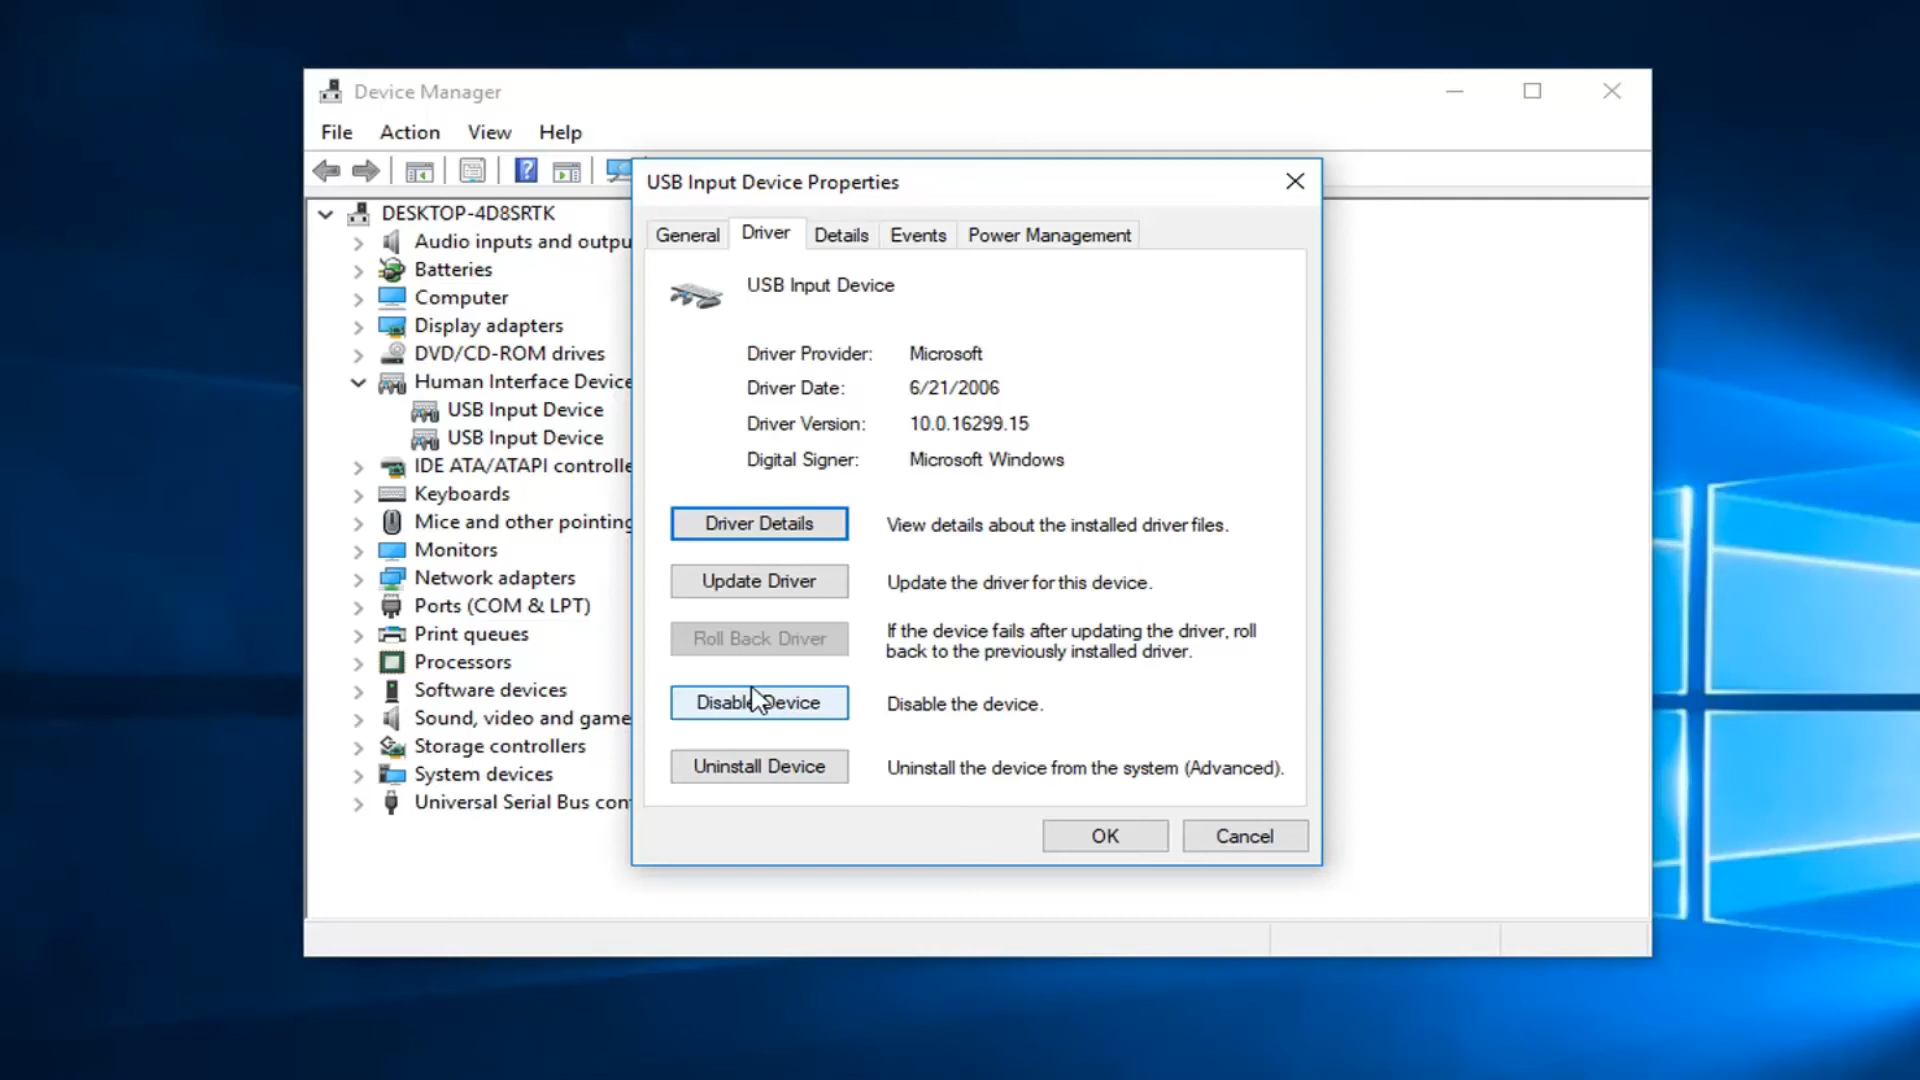 Device Manager
File Action View Help
USB Input Device Properties
DESKTOP-4D8SRTK
Audio inputs and outpu
Batteries
Computer
Display adapters
DVD/CD-ROM drives
Human Interface Device
USB Input Device
USB Input Device
IDE ATA/ATAPI controlle
Keyboards
Mice and other pointing
Monitors
Network adapters
Ports (COM & LPT)
Print queues
Processors
Software devices
Sound, video and game
Storage controllers
System devices
Universal Serial Bus con
General Driver Details Events Power Management
USB Input Device
Driver Provider: Microsoft
Driver Date: 6/21/2006
Driver Version: 10.0.16299.15
Digital Signer: Microsoft Windows
Driver Details View details about the installed driver files.
Update Driver Update the driver for this device.
Roll Back Driver If the device fails after updating the driver, roll
back to the previously installed driver.
Disable Device Disable the device.
Uninstall Device Uninstall the device from the system (Advanced).
OK Cancel